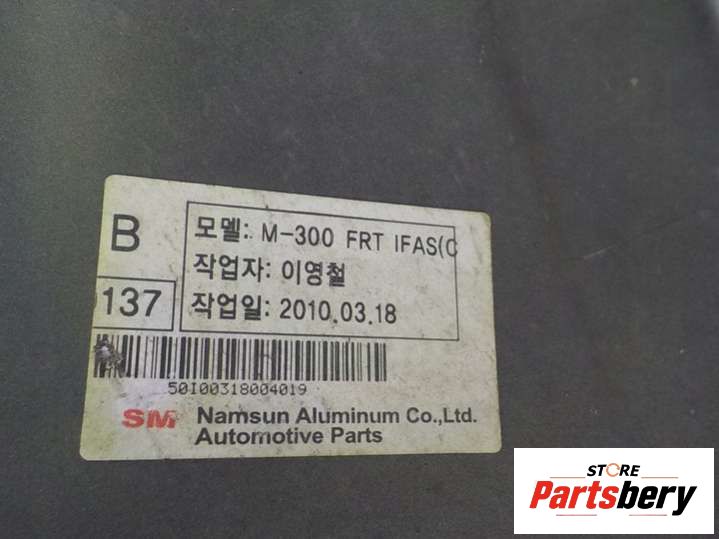 B
모델: M-300 FRT IFAS(C
작업자: 이영철
137
작업일: 2010.03.18
50I00318004019
SM Namsun Aluminum Co.,Ltd.
Automotive Parts
STORE
Partsbery